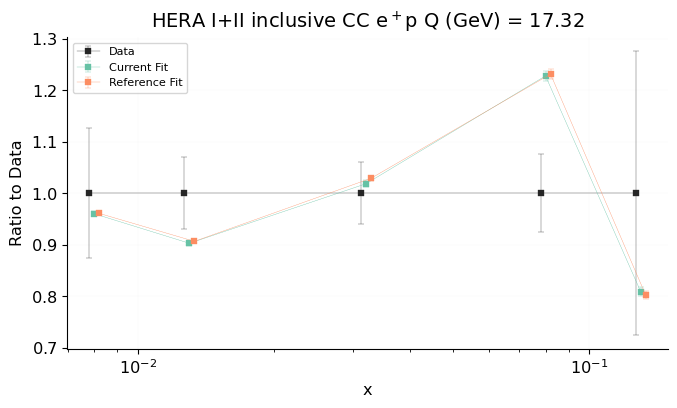 HERA I+II inclusive CC e⁺p Q (GeV) = 17.32
1.3
1.2
1.1
1.0
0.9
0.8
0.7
Ratio to Data
Data
Current Fit
Reference Fit
10⁻²
10⁻¹
x